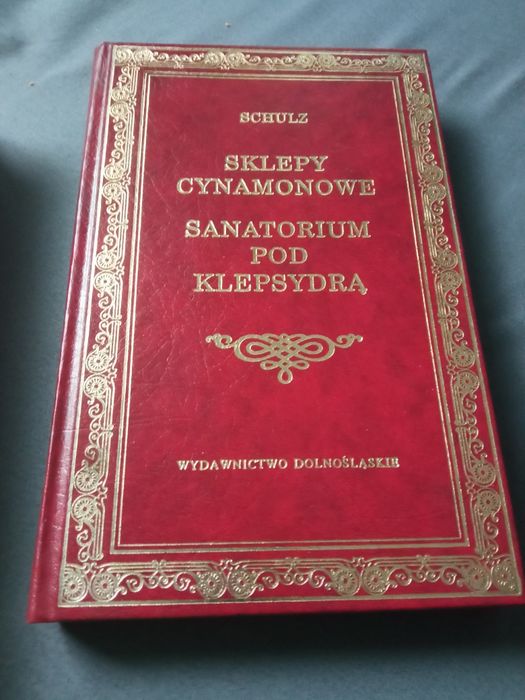 SCHULZ
SKLEPY
CYNAMONOWE
SANATORIUM
POD
KLEPSYDRĄ
WYDAWNICTWO DOLNOŚLĄSKIE